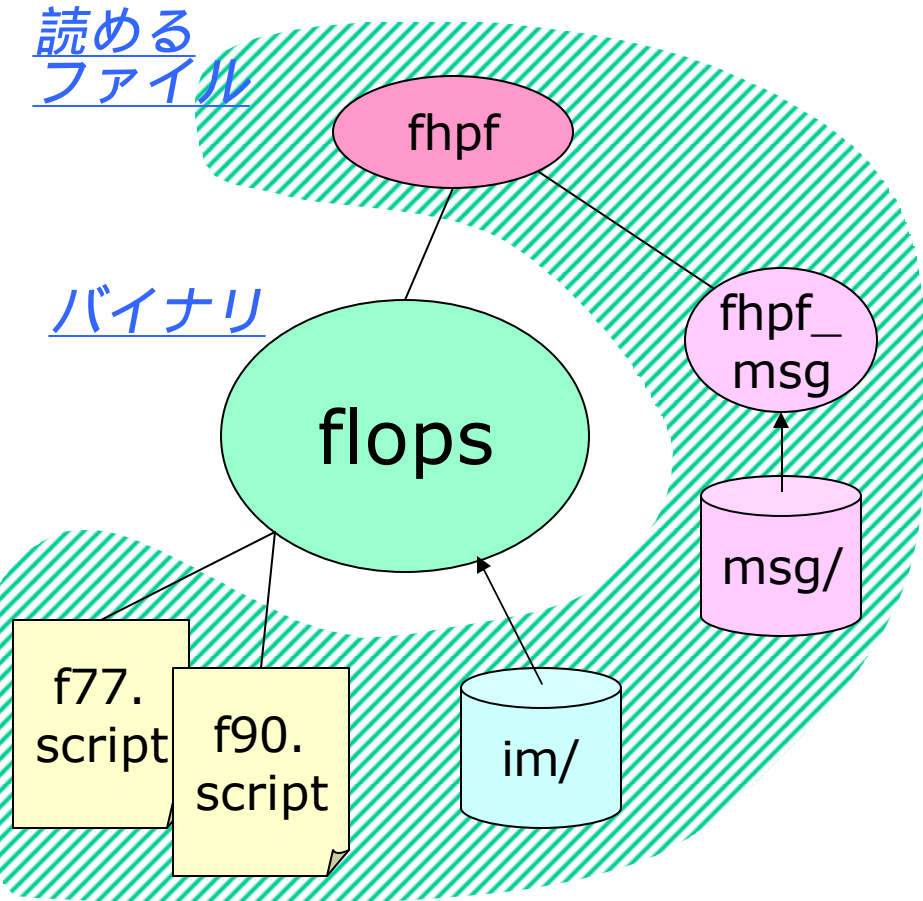 読める
ファイル
fhpf
バイナリ
fhpf_
msg
flops
msg/
f77.
script
f90.
script
im/